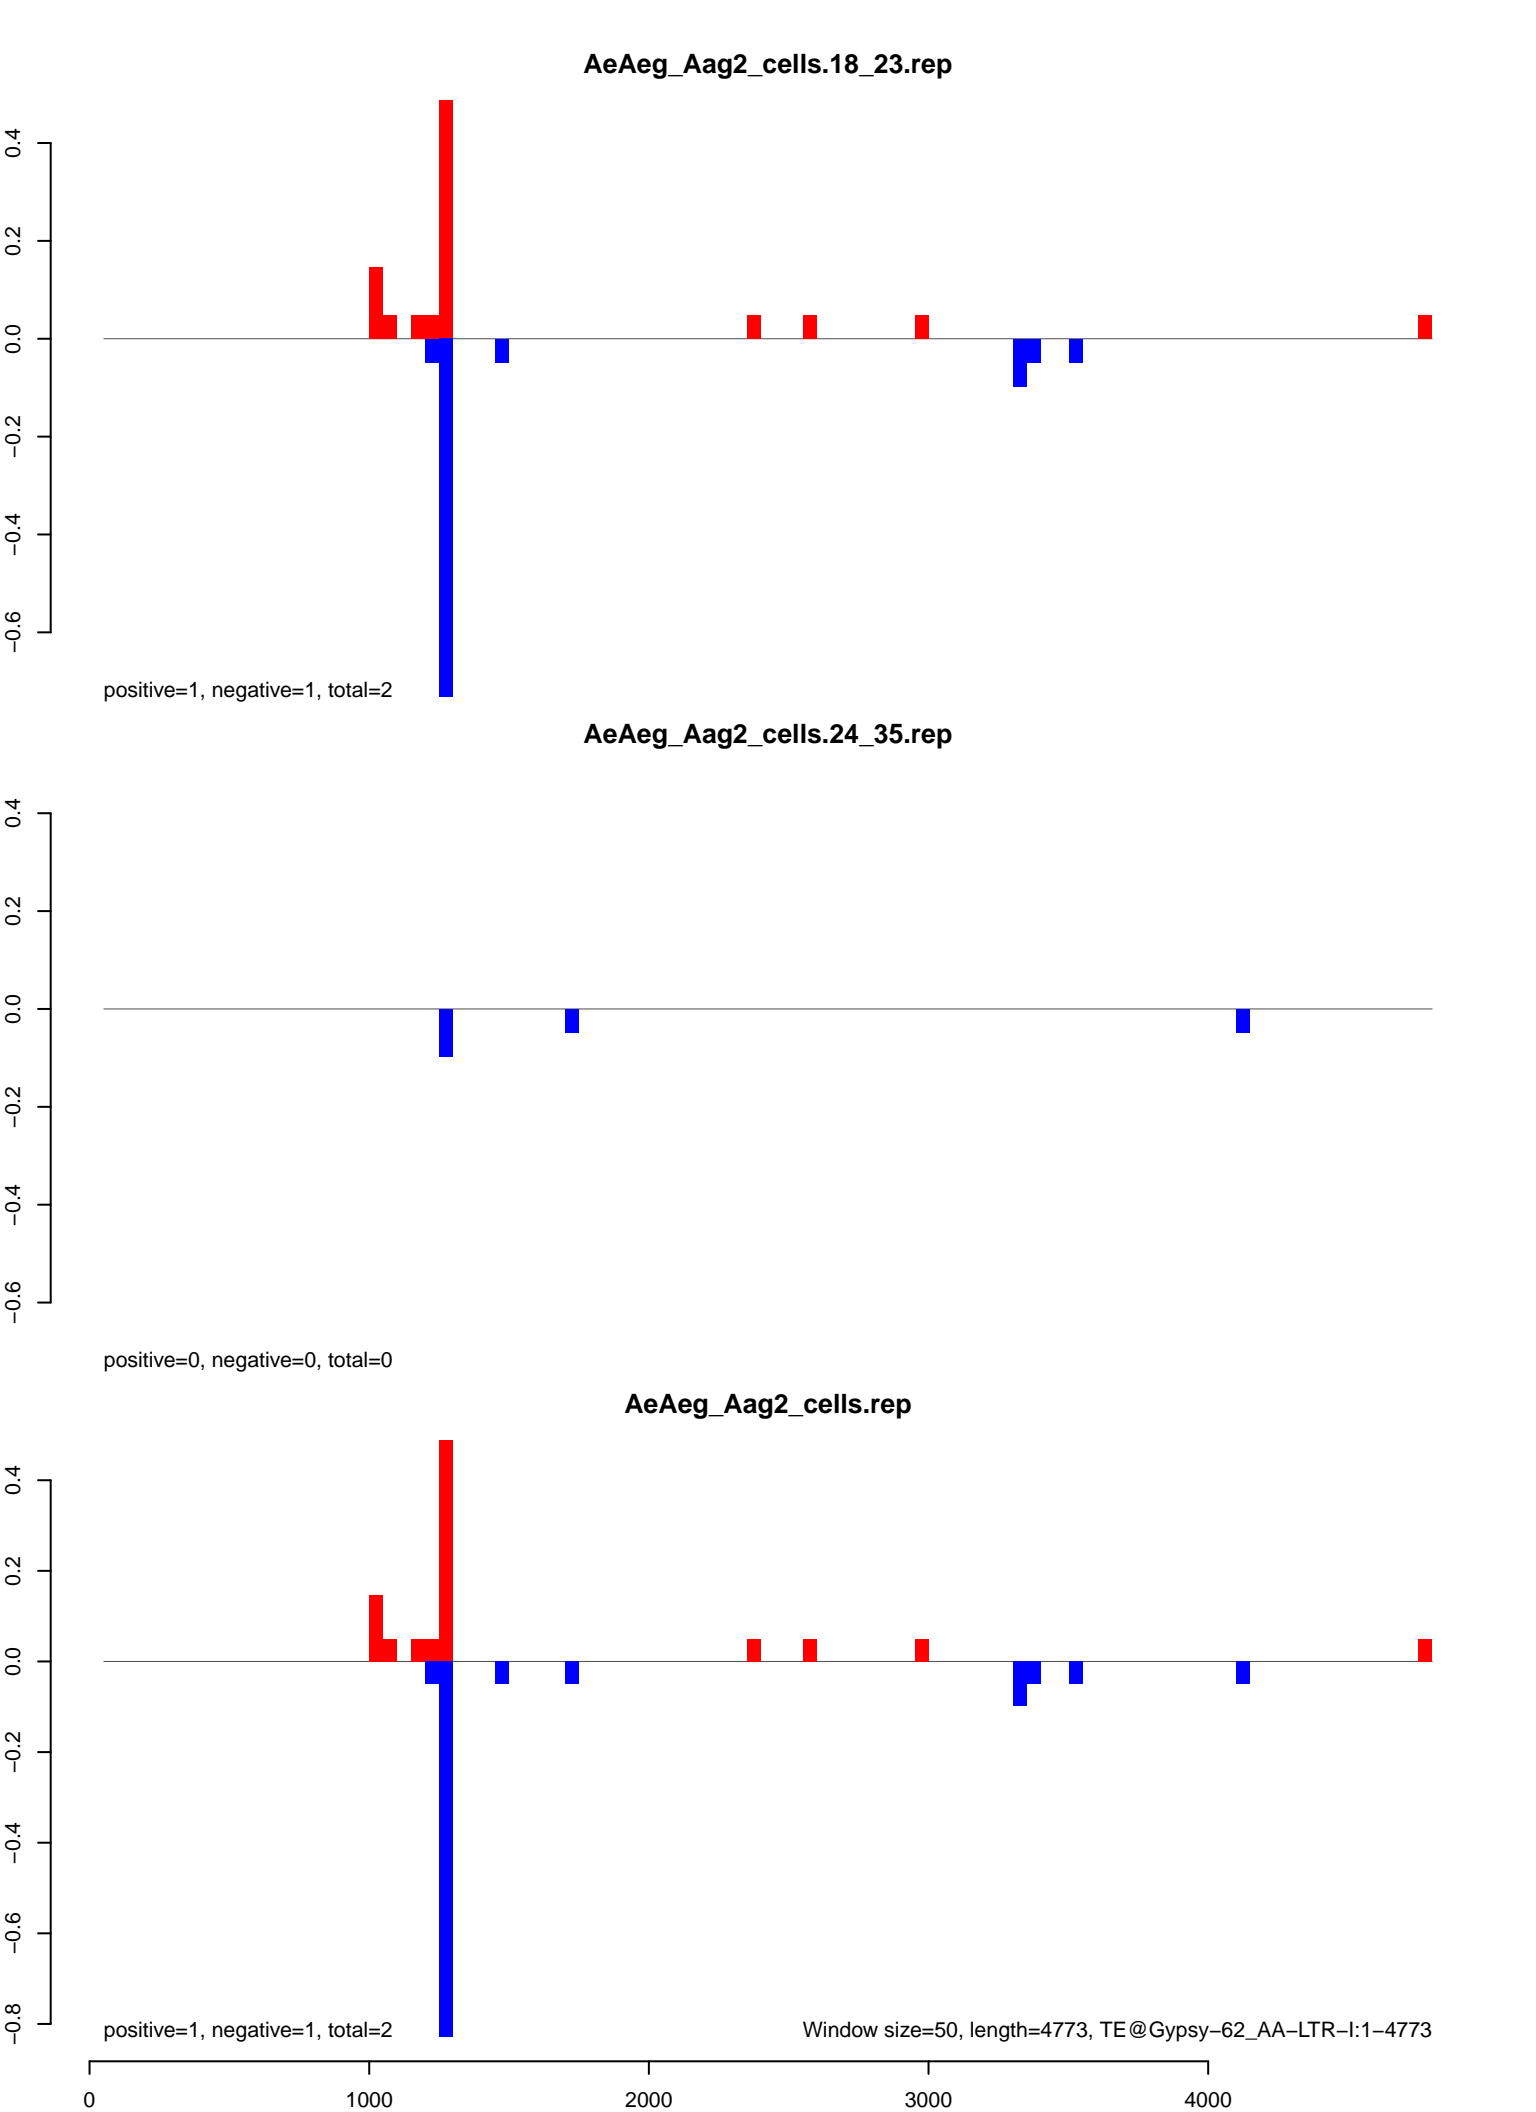 AeAeg_Aag2_cells.18_23.rep
0.4
0.2
0.0
−0.2
−0.4
−0.6
positive=1, negative=1, total=2
AeAeg_Aag2_cells.24_35.rep
0.4
0.2
0.0
−0.2
−0.4
−0.6
positive=0, negative=0, total=0
AeAeg_Aag2_cells.rep
0.4
0.2
0.0
−0.2
−0.4
−0.6
−0.8
positive=1, negative=1, total=2
Window size=50, length=4773, TE@Gypsy−62_AA−LTR−I:1−4773
0 1000 2000 3000 4000